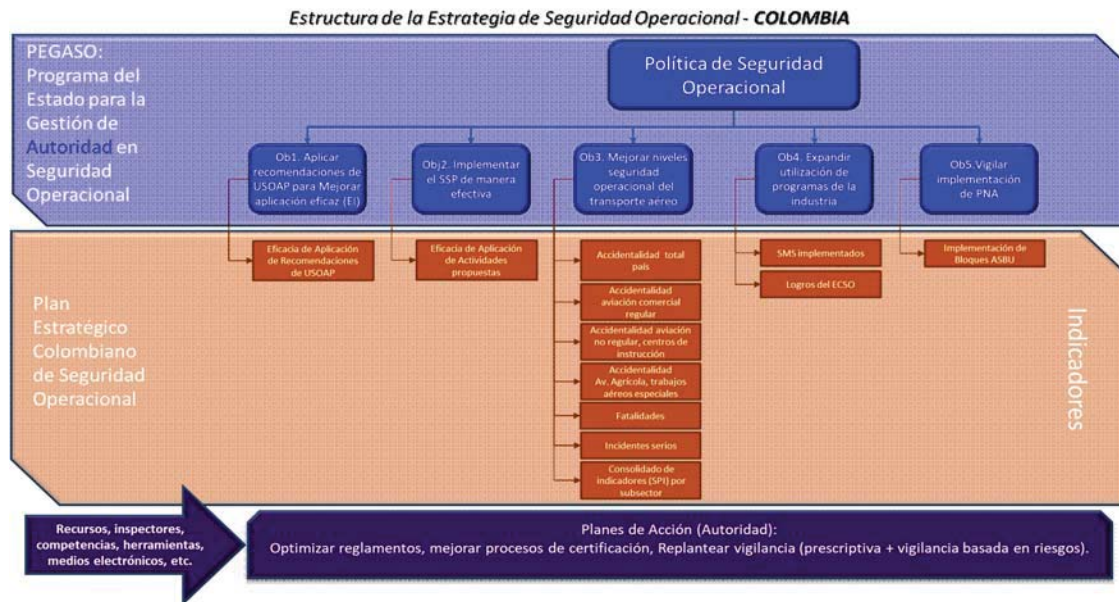 Estructura de la Estrategia de Seguridad Operacional - COLOMBIA
PEGASO:
Programa del
Estado para la
Gestión de
Autoridad en
Seguridad
Operacional
Política de Seguridad
Operacional
Ob1. Aplicar
recomendaciones de
USOAP para Mejorar
aplicación eficaz (EI)
Obj2. Implementar
el SSP de manera
efectiva
Ob3. Mejorar niveles
seguridad
operacional del
transporte aéreo
Ob4. Expandir
utilización de
programas de la
industria
Ob5.Vigilar
implementación
de PNA
Plan
Estratégico
Colombiano
de Seguridad
Operacional
Eficacia de Aplicación
de Recomendaciones
de USOAP
Eficacia de Aplicación
de Actividades
propuestas
Accidentalidad total
país
Accidentalidad
aviación comercial
regular
Accidentalidad aviación
no regular, centros de
instrucción
Accidentalidad
Av. Agrícola, trabajos
aéreos especiales
Fatalidades
Incidentes serios
Consolidado de
indicadores (SPI) por
subsector
SMS implementados
Logros del ECSO
Implementación de
Bloques ASBU
Indicadores
Recursos, inspectores,
competencias, herramientas,
medios electrónicos, etc.
Planes de Acción (Autoridad):
Optimizar reglamentos, mejorar procesos de certificación, Replantear vigilancia (prescriptiva + vigilancia basada en riesgos).